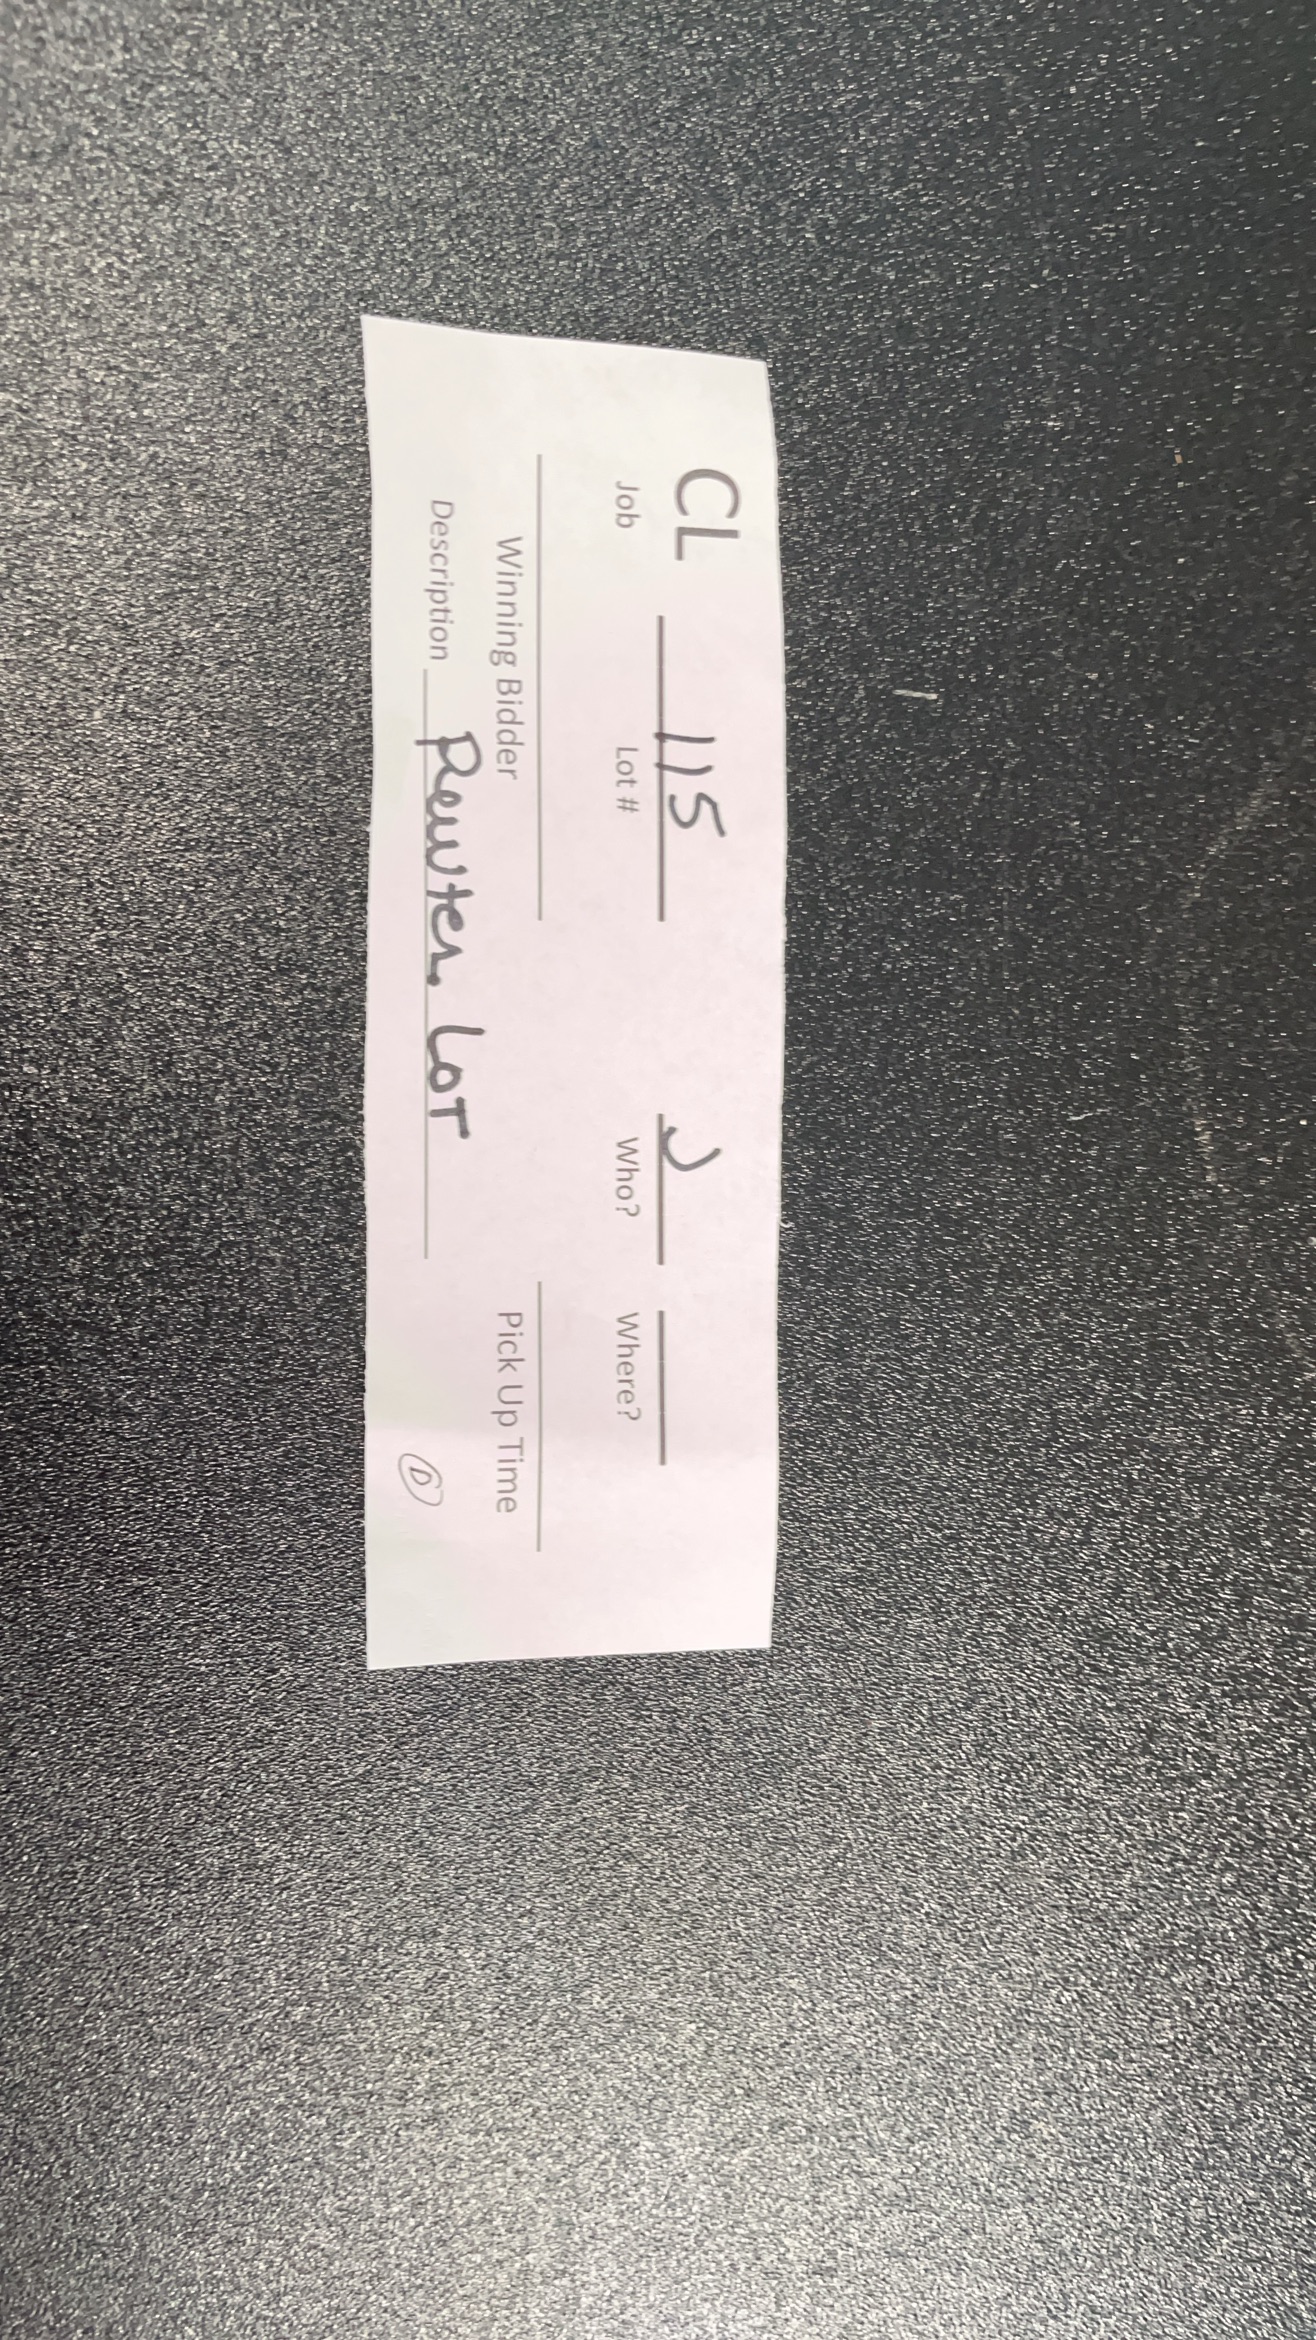 CL 115 J
Job Lot # Who? Where?
Winning Bidder Pick Up Time
Description Pewter. LOT D